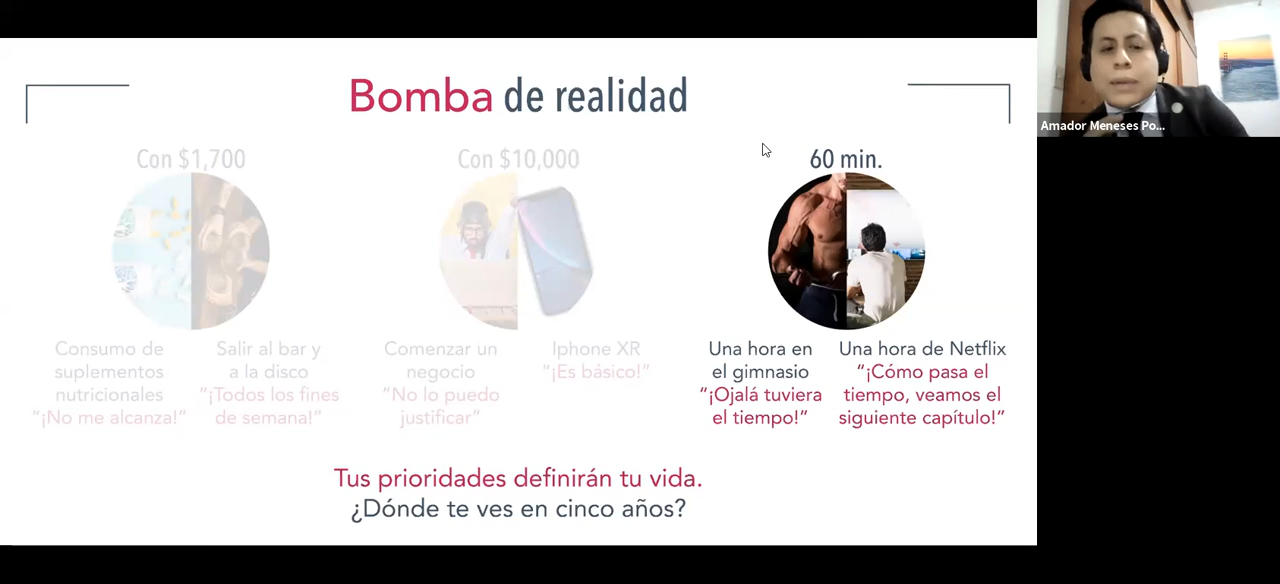 Bomba de realidad
Con $1,700
Consumo de
suplementos
nutricionales
“¡No me alcanza!”
Salir al bar y
a la disco
“¡Todos los fines
de semana!”
Con $10,000
Comenzar un
negocio
“No lo puedo
justificar”
Iphone XR
“¡Es básico!”
60 min.
Una hora en
el gimnasio
“¡Ojalá tuviera
el tiempo!”
Una hora de Netflix
“¡Cómo pasa el
tiempo, veamos el
siguiente capítulo!”
Tus prioridades definirán tu vida.
¿Dónde te ves en cinco años?
Amador Meneses Po...